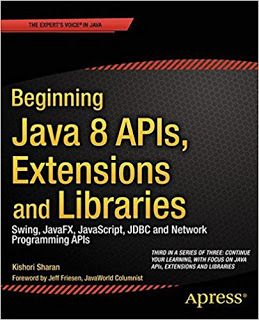 THE EXPERT'S VOICE® IN JAVA
Beginning
Java 8 APIs,
Extensions
and Libraries
Swing, JavaFX, JavaScript, JDBC and Network
Programming APIs
THIRD IN A SERIES OF THREE: CONTINUE
YOUR LEARNING, WITH FOCUS ON JAVA
APIs, EXTENSIONS AND LIBRARIES
Kishori Sharan
Foreword by Jeff Friesen, JavaWorld Columnist
Apress®